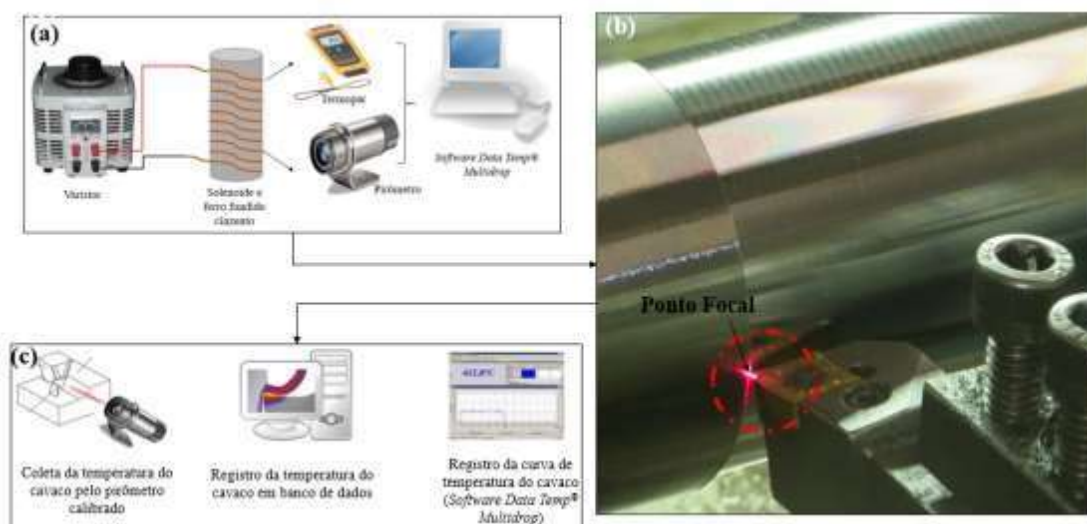 (a)
Termopar
Software Data Temp®
Multidrop
Pirômetro
Varistor
Solenoide e
ferro fundido
cinzento
(b)
Ponto Focal
(c)
Coleta da temperatura do
cavaco pelo pirômetro
calibrado
Registro da temperatura do
cavaco em banco de dados
Registro da curva de
temperatura do cavaco
(Software Data Temp®
Multidrop)